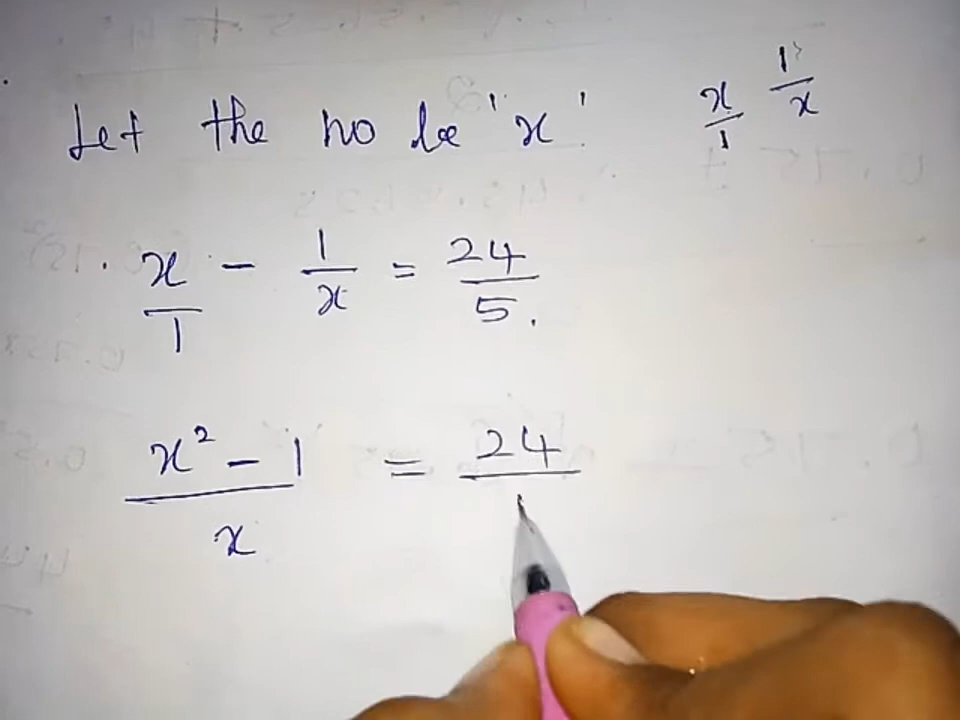 Let the no be 'x'. x/1 1/x
x/1 - 1/x = 24/5.
x² - 1/x = 24/